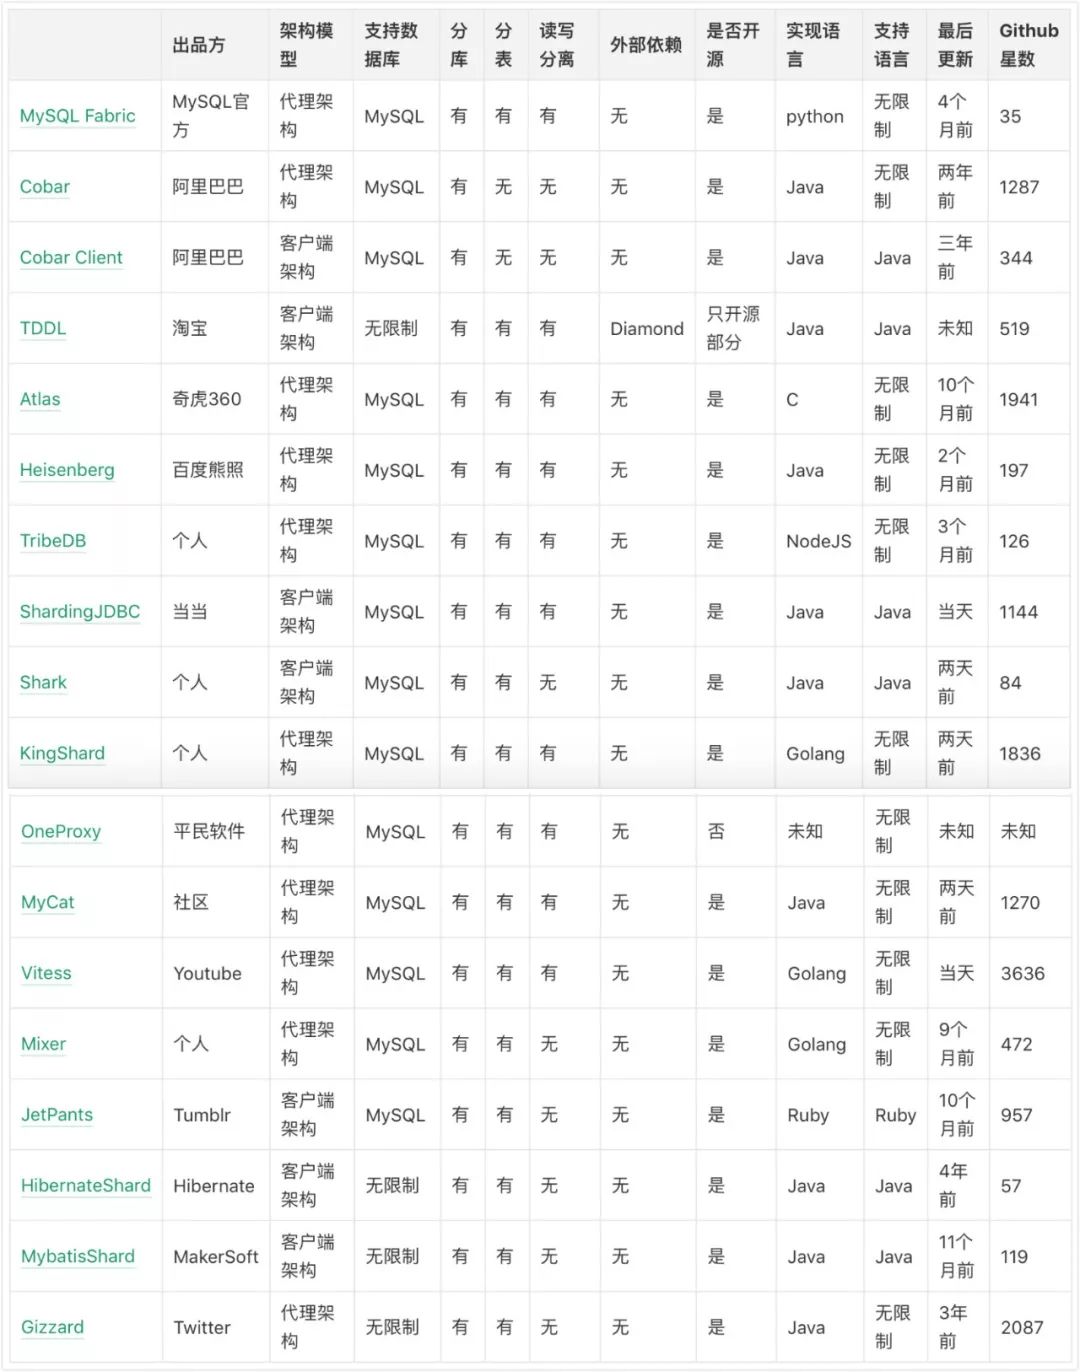 出品方 架构模型 支持数据库 分库 分表 读写分离 外部依赖 是否开源 实现语言 支持语言 最后更新 Github星数
MySQL Fabric MySQL官方 代理架构 MySQL 有 有 有 无 是 python 无限制 4个月前 35
Cobar 阿里巴巴 代理架构 MySQL 有 无 无 无 是 Java 无限制 两年前 1287
Cobar Client 阿里巴巴 客户端架构 MySQL 有 无 无 无 是 Java Java 三年前 344
TDDL 淘宝 客户端架构 无限制 有 有 有 Diamond 只开源部分 Java Java 未知 519
Atlas 奇虎360 代理架构 MySQL 有 有 有 无 是 C 无限制 10个月前 1941
Heisenberg 百度熊照 代理架构 MySQL 有 有 有 无 是 Java 无限制 2个月前 197
TribeDB 个人 代理架构 MySQL 有 有 有 无 是 NodeJS 无限制 3个月前 126
ShardingJDBC 当当 客户端架构 MySQL 有 有 有 无 是 Java Java 当天 1144
Shark 个人 客户端架构 MySQL 有 有 无 无 是 Java Java 两天前 84
KingShard 个人 代理架构 MySQL 有 有 有 无 是 Golang 无限制 两天前 1836
OneProxy 平民软件 代理架构 MySQL 有 有 有 无 否 未知 无限制 未知 未知
MyCat 社区 代理架构 MySQL 有 有 有 无 是 Java 无限制 两天前 1270
Vitess Youtube 代理架构 MySQL 有 有 有 无 是 Golang 无限制 当天 3636
Mixer 个人 代理架构 MySQL 有 有 无 无 是 Golang 无限制 9个月前 472
JetPants Tumblr 客户端架构 MySQL 有 有 无 无 是 Ruby Ruby 10个月前 957
HibernateShard Hibernate 客户端架构 无限制 有 有 无 无 是 Java Java 4年前 57
MybatisShard MakerSoft 客户端架构 无限制 有 有 无 无 是 Java Java 11个月前 119
Gizzard Twitter 代理架构 无限制 有 有 无 无 是 Java 无限制 3年前 2087